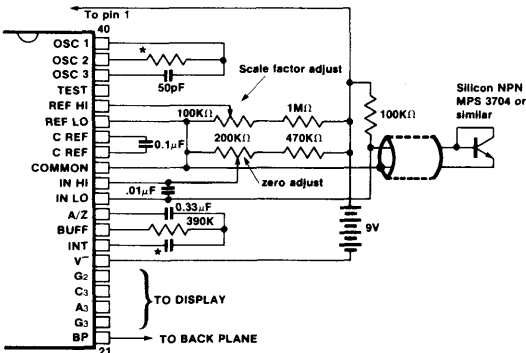 To pin 1
40
OSC 1
OSC 2
*
OSC 3
50pF
TEST
Scale factor adjust
REF HI
REF LO
100KΩ
1MΩ
100KΩ
Silicon NPN
MPS 3704 or
similar
C REF
0.1μF
C REF
200KΩ
470KΩ
COMMON
IN HI
.01μF
zero adjust
IN LO
A/Z
0.33μF
BUFF
390K
INT
*
9V
V⁻
G2
C3
TO DISPLAY
A3
G3
BP
TO BACK PLANE
21